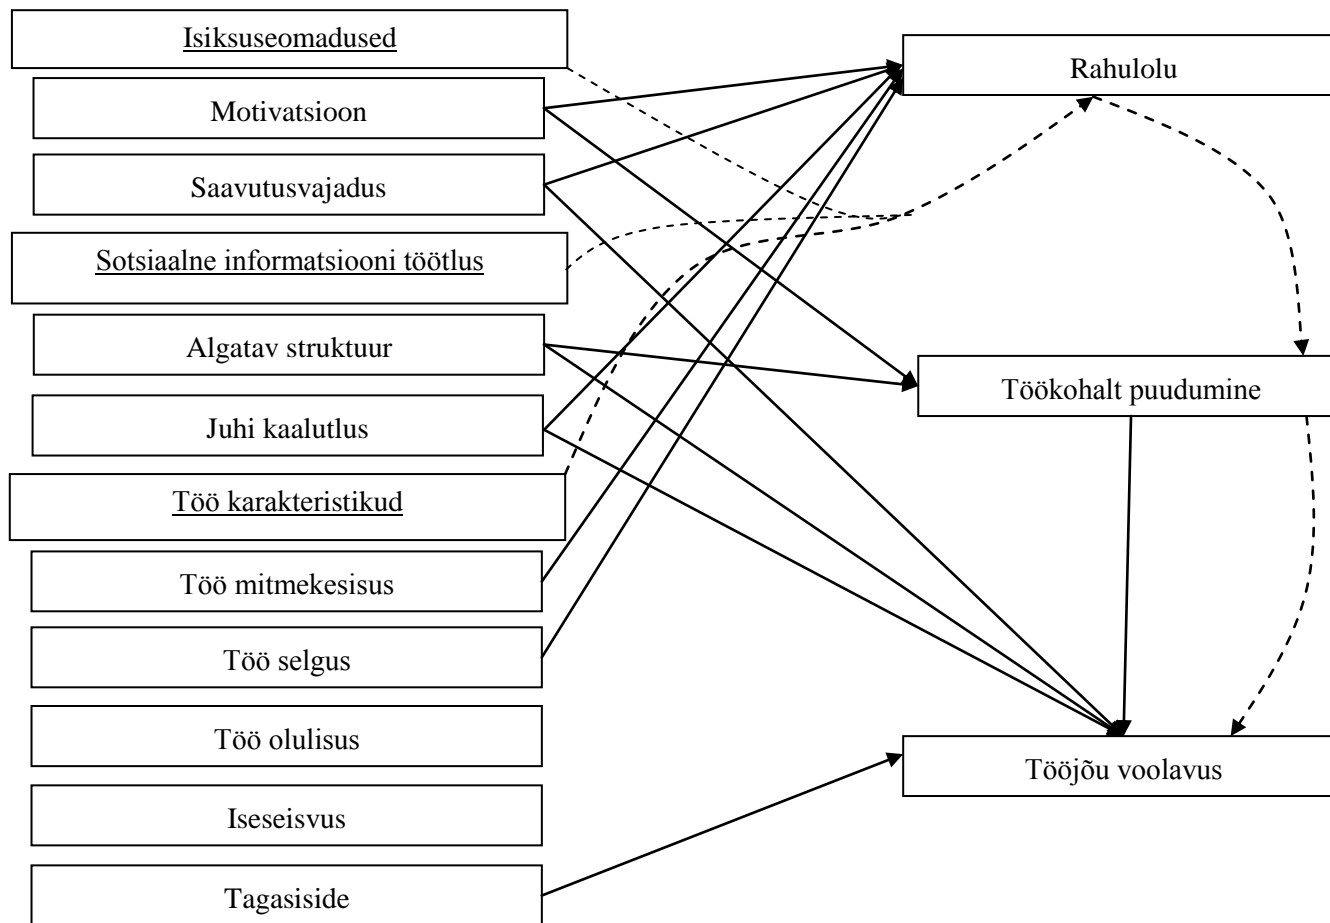 Isiksuseomadused
Motivatsioon
Saavutusvajadus
Sotsiaalne informatsiooni töötlus
Algatav struktuur
Juhi kaalutlus
Töö karakteristikud
Töö mitmekesisus
Töö selgus
Töö olulisus
Iseseisvus
Tagasiside
Rahulolu
Töökohalt puudumine
Tööjõu voolavus